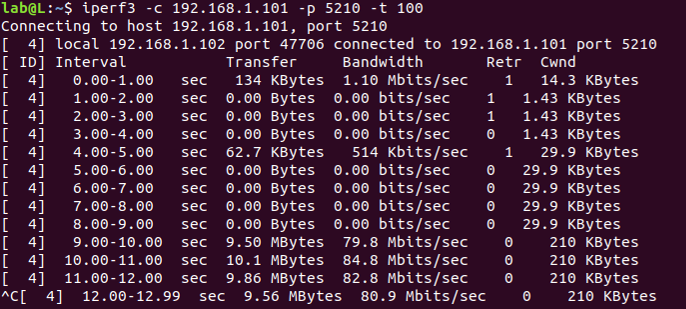 lab@L:~$ iperf3 -c 192.168.1.101 -p 5210 -t 100
Connecting to host 192.168.1.101, port 5210
[  4] local 192.168.1.102 port 47706 connected to 192.168.1.101 port 5210
[ ID] Interval           Transfer     Bandwidth       Retr  Cwnd
[  4]   0.00-1.00   sec   134 KBytes  1.10 Mbits/sec    1   14.3 KBytes
[  4]   1.00-2.00   sec  0.00 Bytes  0.00 bits/sec    1   1.43 KBytes
[  4]   2.00-3.00   sec  0.00 Bytes  0.00 bits/sec    1   1.43 KBytes
[  4]   3.00-4.00   sec  0.00 Bytes  0.00 bits/sec    0   1.43 KBytes
[  4]   4.00-5.00   sec  62.7 KBytes   514 Kbits/sec    1   29.9 KBytes
[  4]   5.00-6.00   sec  0.00 Bytes  0.00 bits/sec    0   29.9 KBytes
[  4]   6.00-7.00   sec  0.00 Bytes  0.00 bits/sec    0   29.9 KBytes
[  4]   7.00-8.00   sec  0.00 Bytes  0.00 bits/sec    0   29.9 KBytes
[  4]   8.00-9.00   sec  0.00 Bytes  0.00 bits/sec    0   29.9 KBytes
[  4]   9.00-10.00  sec  9.50 MBytes  79.8 Mbits/sec    0    210 KBytes
[  4]  10.00-11.00  sec  10.1 MBytes  84.8 Mbits/sec    0    210 KBytes
[  4]  11.00-12.00  sec  9.86 MBytes  82.8 Mbits/sec    0    210 KBytes
^C[  4]  12.00-12.99  sec  9.56 MBytes  80.9 Mbits/sec    0    210 KBytes